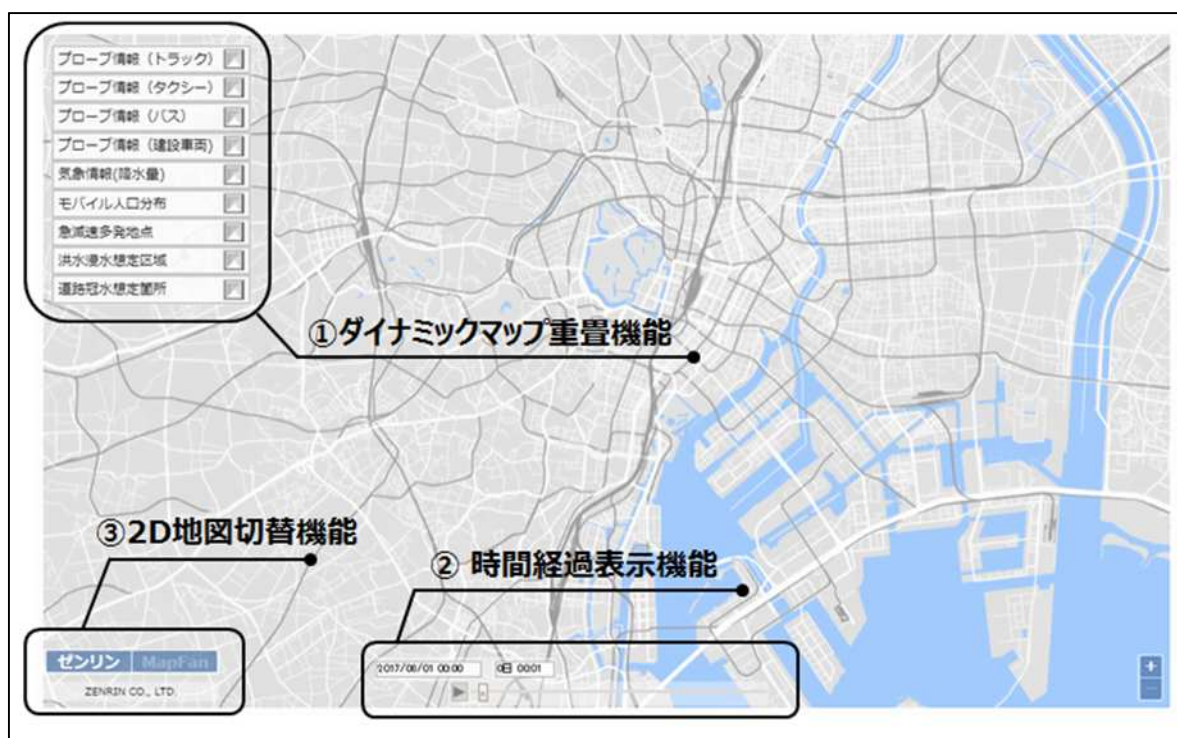 プローブ情報（トラック）
プローブ情報（タクシー）
プローブ情報（バス）
プローブ情報（建設車両）
気象情報(降水量)
モバイル人口分布
急減速多発地点
洪水浸水想定区域
道路冠水想定箇所
①ダイナミックマップ重畳機能
③2D地図切替機能
② 時間経過表示機能
ゼンリン MapFan
ZENRIN CO., LTD.
2017/08/01 00:00 0日 00:01
+
−